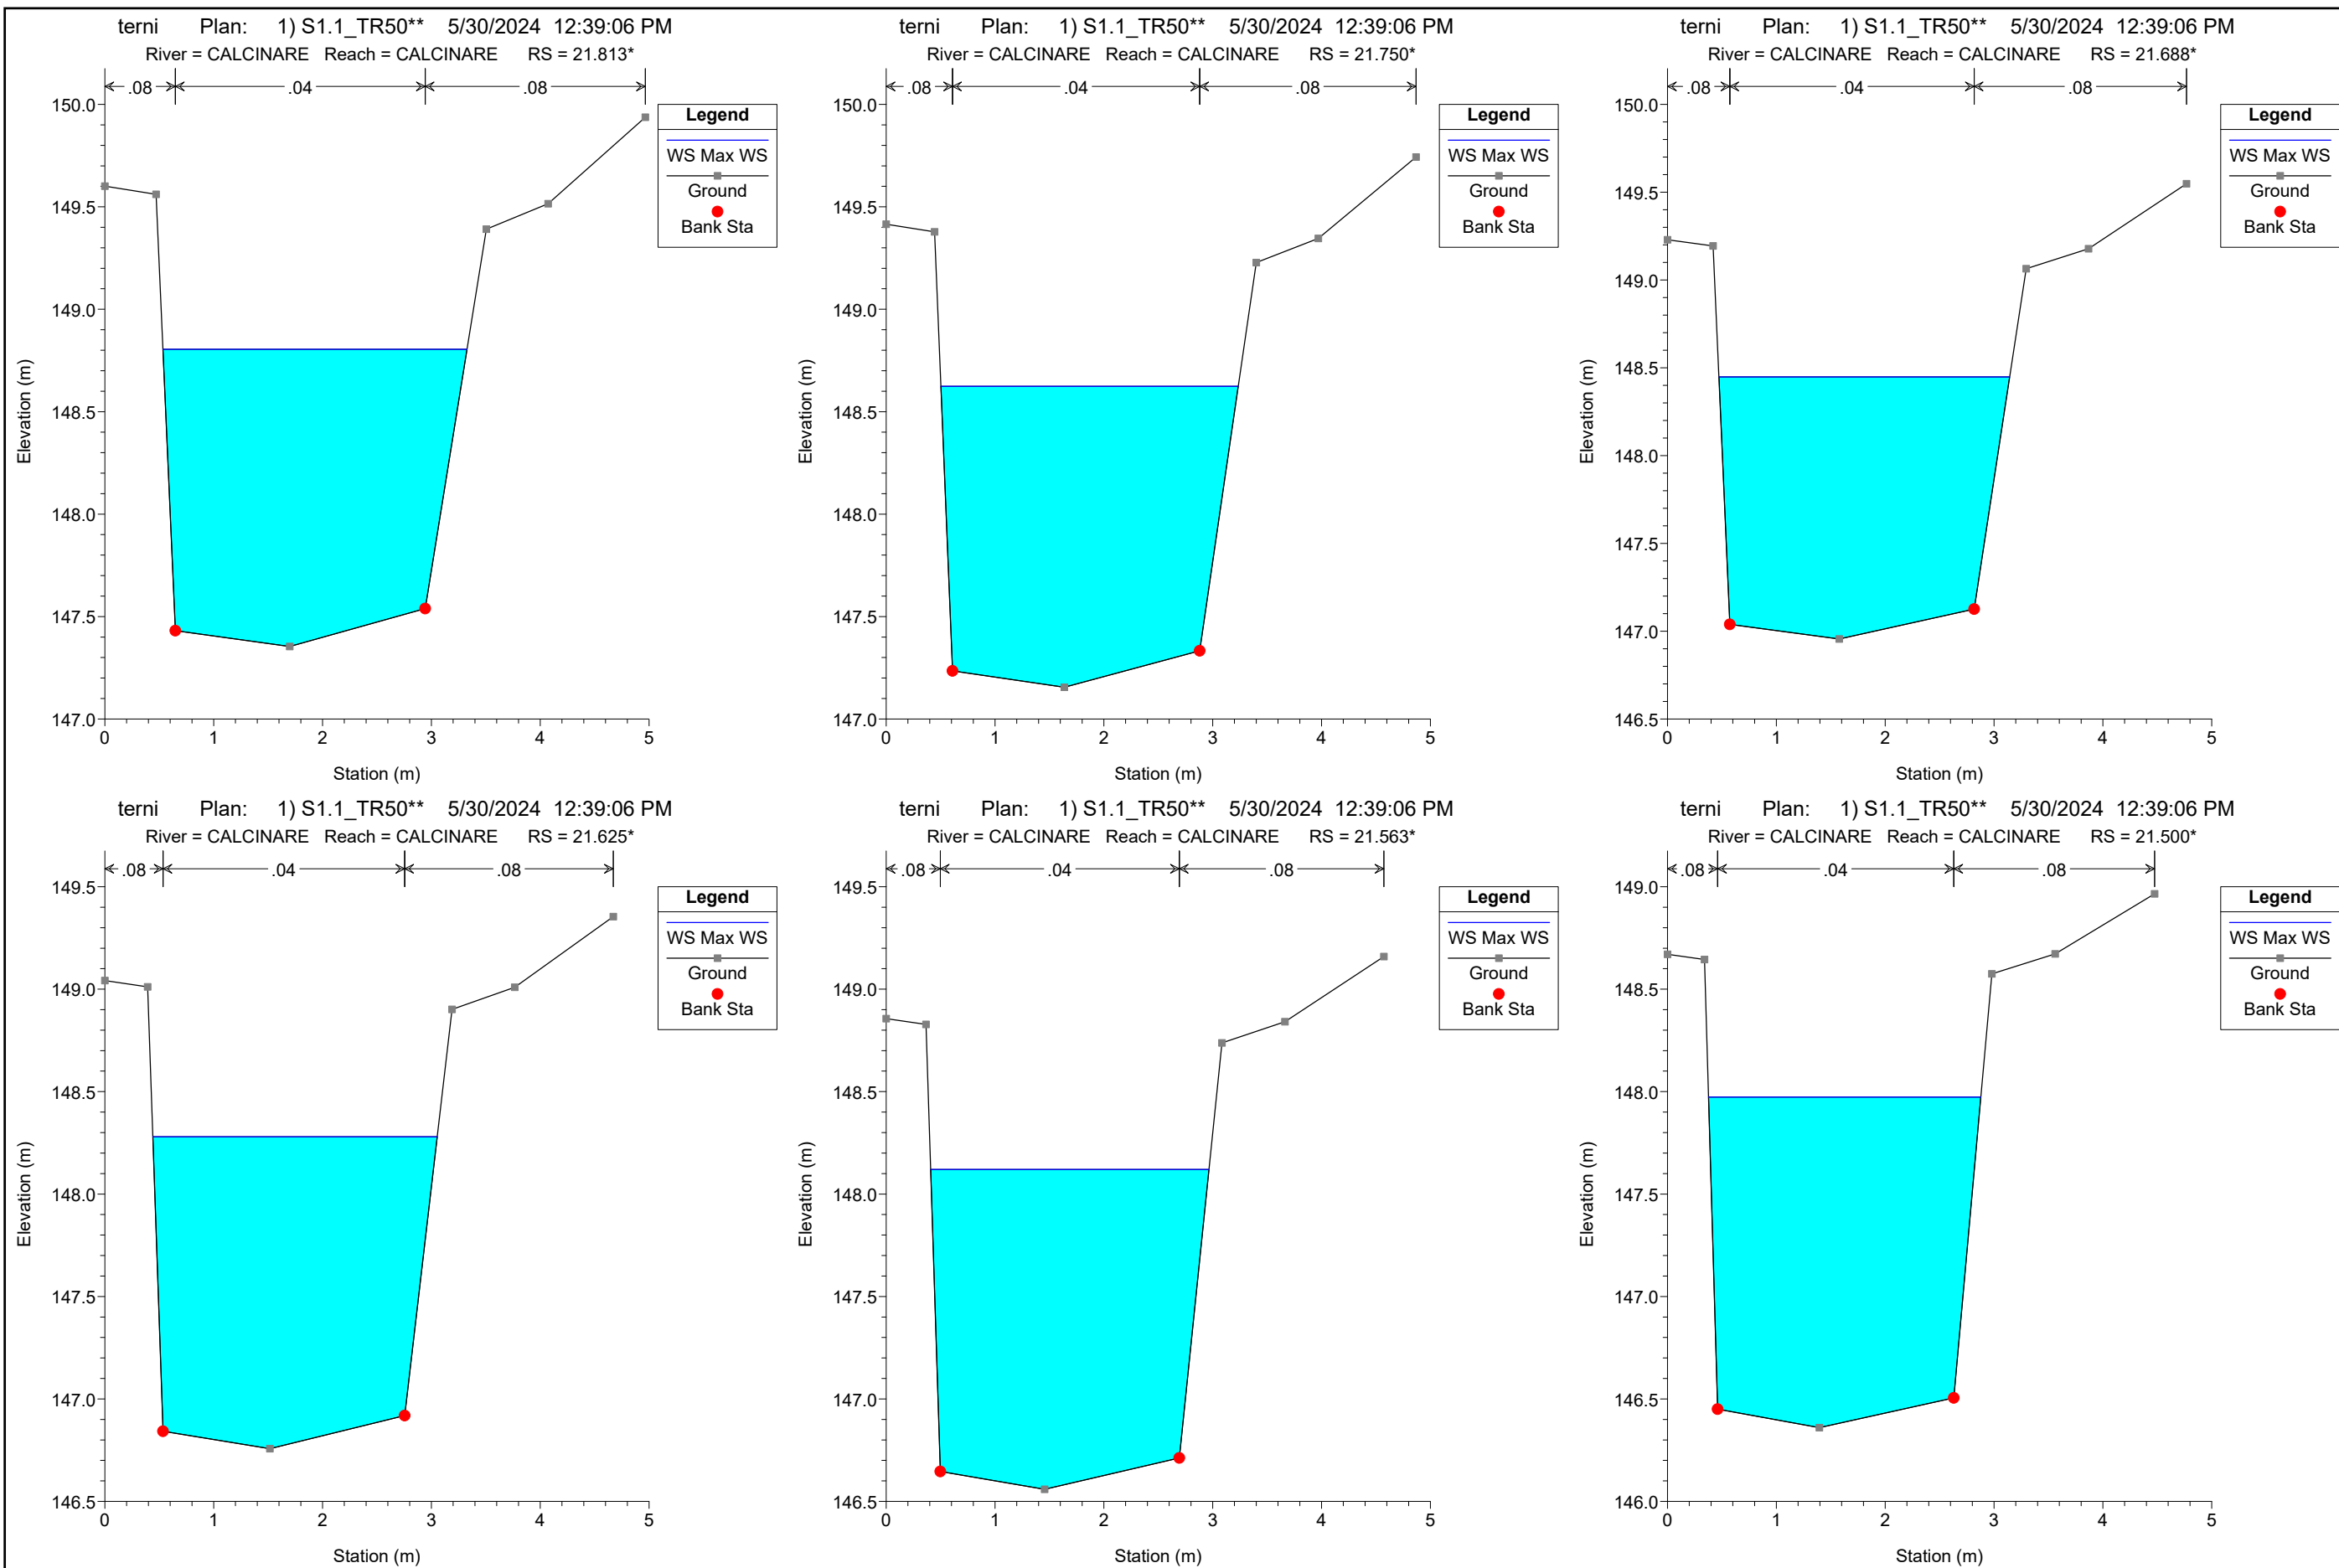 terni Plan: 1) S1.1_TR50** 5/30/2024 12:39:06 PM
River = CALCINARE Reach = CALCINARE RS = 21.813*
.08 .04 .08
Legend
WS Max WS
Ground
Bank Sta
150.0
149.5
149.0
148.5
148.0
147.5
147.0
0 1 2 3 4 5
Elevation (m)
Station (m)
terni Plan: 1) S1.1_TR50** 5/30/2024 12:39:06 PM
River = CALCINARE Reach = CALCINARE RS = 21.750*
.08 .04 .08
Legend
WS Max WS
Ground
Bank Sta
150.0
149.5
149.0
148.5
148.0
147.5
147.0
0 1 2 3 4 5
Elevation (m)
Station (m)
terni Plan: 1) S1.1_TR50** 5/30/2024 12:39:06 PM
River = CALCINARE Reach = CALCINARE RS = 21.688*
.08 .04 .08
Legend
WS Max WS
Ground
Bank Sta
150.0
149.5
149.0
148.5
148.0
147.5
147.0
146.5
0 1 2 3 4 5
Elevation (m)
Station (m)
terni Plan: 1) S1.1_TR50** 5/30/2024 12:39:06 PM
River = CALCINARE Reach = CALCINARE RS = 21.625*
.08 .04 .08
Legend
WS Max WS
Ground
Bank Sta
149.5
149.0
148.5
148.0
147.5
147.0
146.5
0 1 2 3 4 5
Elevation (m)
Station (m)
terni Plan: 1) S1.1_TR50** 5/30/2024 12:39:06 PM
River = CALCINARE Reach = CALCINARE RS = 21.563*
.08 .04 .08
Legend
WS Max WS
Ground
Bank Sta
149.5
149.0
148.5
148.0
147.5
147.0
146.5
0 1 2 3 4 5
Elevation (m)
Station (m)
terni Plan: 1) S1.1_TR50** 5/30/2024 12:39:06 PM
River = CALCINARE Reach = CALCINARE RS = 21.500*
.08 .04 .08
Legend
WS Max WS
Ground
Bank Sta
149.0
148.5
148.0
147.5
147.0
146.5
146.0
0 1 2 3 4 5
Elevation (m)
Station (m)